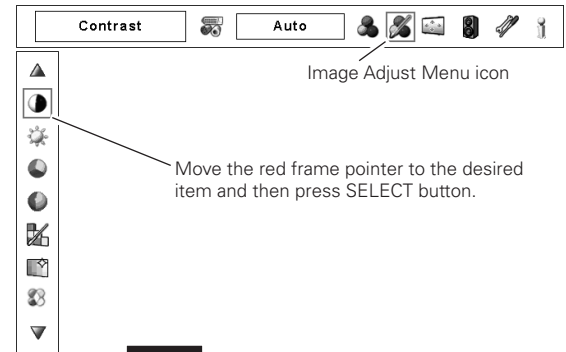 Contrast Auto
Image Adjust Menu icon
Move the red frame pointer to the desired
item and then press SELECT button.